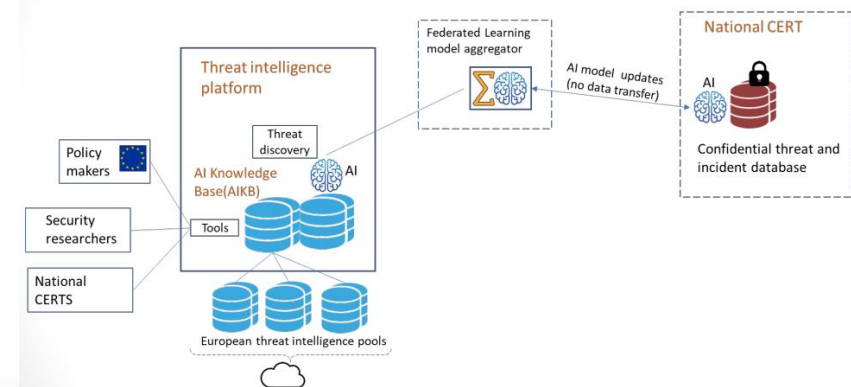 National CERT
Federated Learning
model aggregator
Threat intelligence
platform
AI model updates
(no data transfer)
AI
Confidential threat and
incident database
Threat
discovery
AI
AI Knowledge
Base(AIKB)
Tools
Policy
makers
Security
researchers
National
CERTS
European threat intelligence pools
Σ